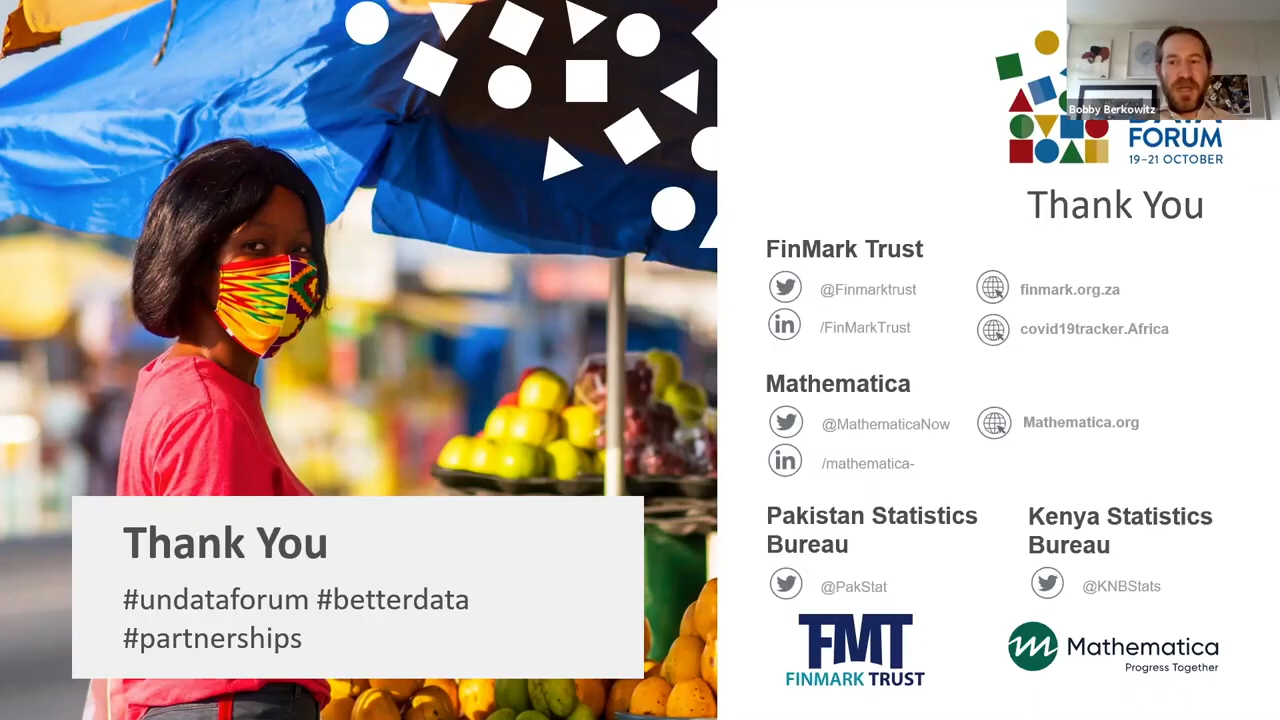 Bobby Berkowitz
FORUM
19–21 OCTOBER
Thank You
FinMark Trust
@Finmarktrust
finmark.org.za
/FinMarkTrust
covid19tracker.Africa
Mathematica
@MathematicaNow
Mathematica.org
/mathematica-
Pakistan Statistics
Bureau
Kenya Statistics
Bureau
@PakStat
@KNBStats
FMT
FINMARK TRUST
Mathematica
Progress Together
Thank You
#undataforum #betterdata
#partnerships